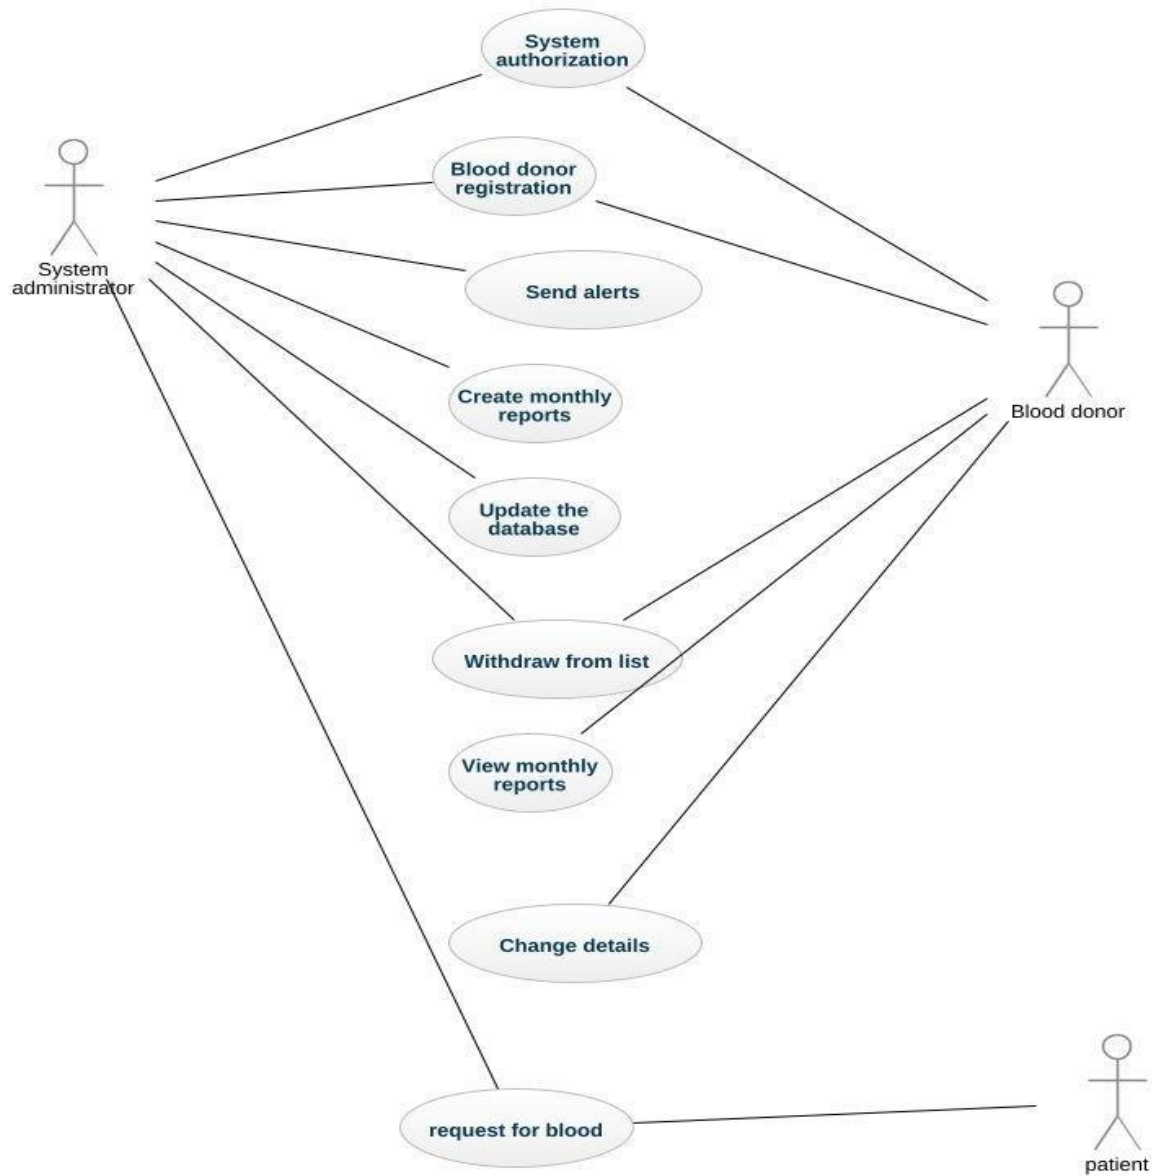 System
authorization
Blood donor
registration
System
administrator
Send alerts
Create monthly
reports
Blood donor
Update the
database
Withdraw from list
View monthly
reports
Change details
request for blood
patient